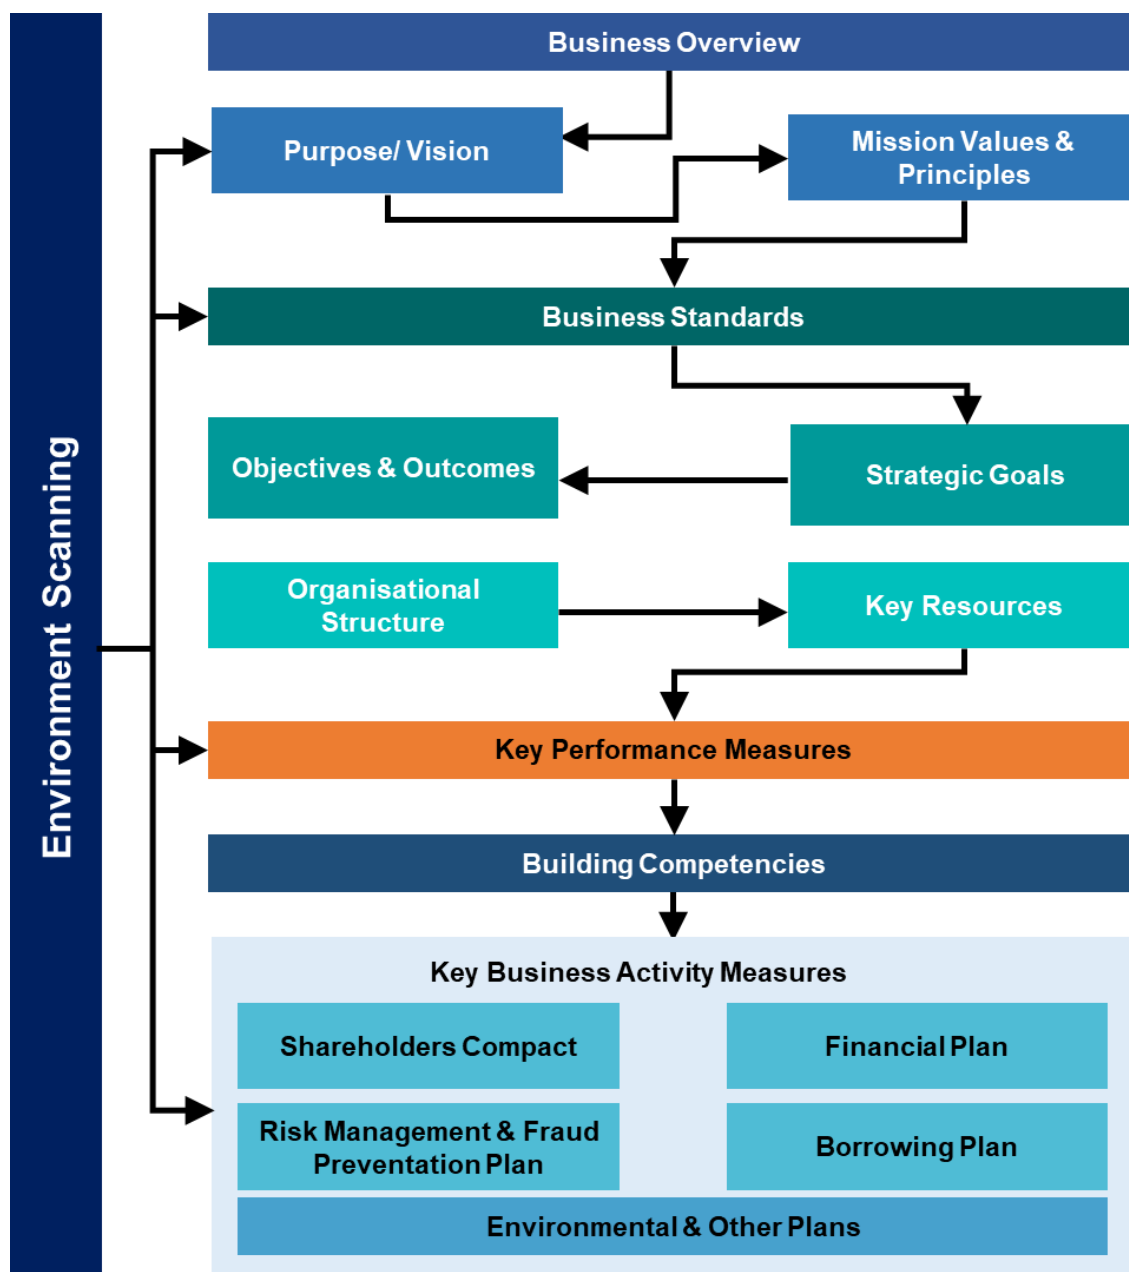 Environment Scanning
Business Overview
Purpose/ Vision
Mission Values &
Principles
Business Standards
Objectives & Outcomes
Strategic Goals
Organisational
Structure
Key Resources
Key Performance Measures
Building Competencies
Key Business Activity Measures
Shareholders Compact
Financial Plan
Risk Management & Fraud
Preventation Plan
Borrowing Plan
Environmental & Other Plans